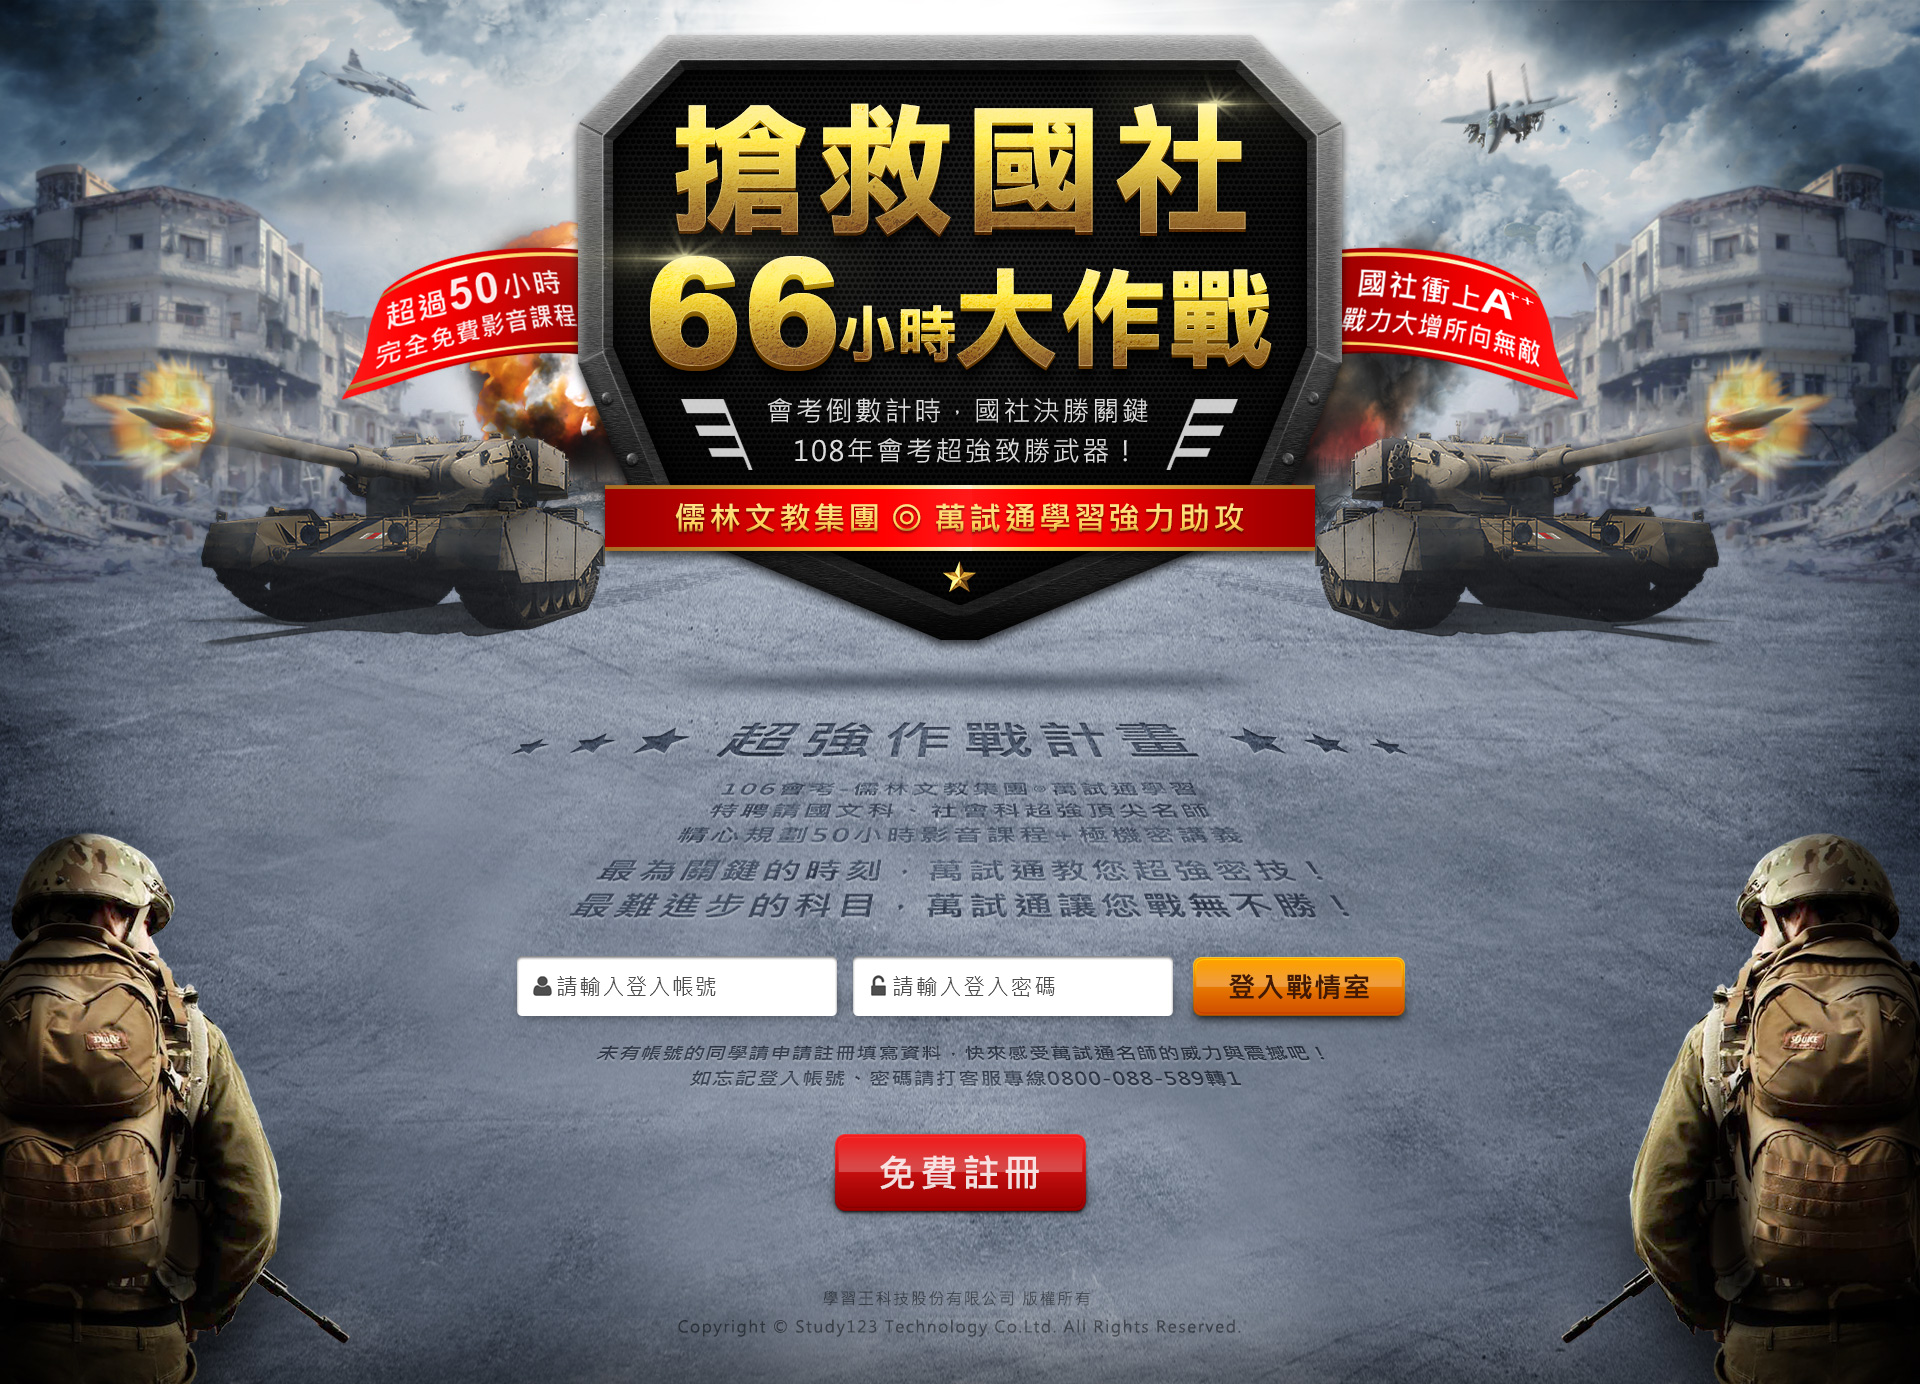 搶救國社
66小時大作戰
超過50小時
完全免費影音課程
國社衝上A++
戰力大增所向無敵
會考倒數計時，國社決勝關鍵
108年會考超強致勝武器！
儒林文教集團 ◎ 萬試通學習強力助攻
★ ★ ★ 超強作戰計畫 ★ ★ ★
106會考-儒林文教集團◎萬試通學習
特聘請國文科、社會科超強頂尖名師
精心規劃50小時影音課程+極機密講義
最為關鍵的時刻，萬試通教您超強密技！
最難進步的科目，萬試通讓您戰無不勝！
請輸入登入帳號
請輸入登入密碼
登入戰情室
未有帳號的同學請申請註冊填寫資料，快來感受萬試通名師的威力與震撼吧！
如忘記登入帳號、密碼請打客服專線0800-088-589轉1
免費註冊
學習王科技股份有限公司 版權所有
Copyright © Study123 Technology Co.Ltd. All Rights Reserved.